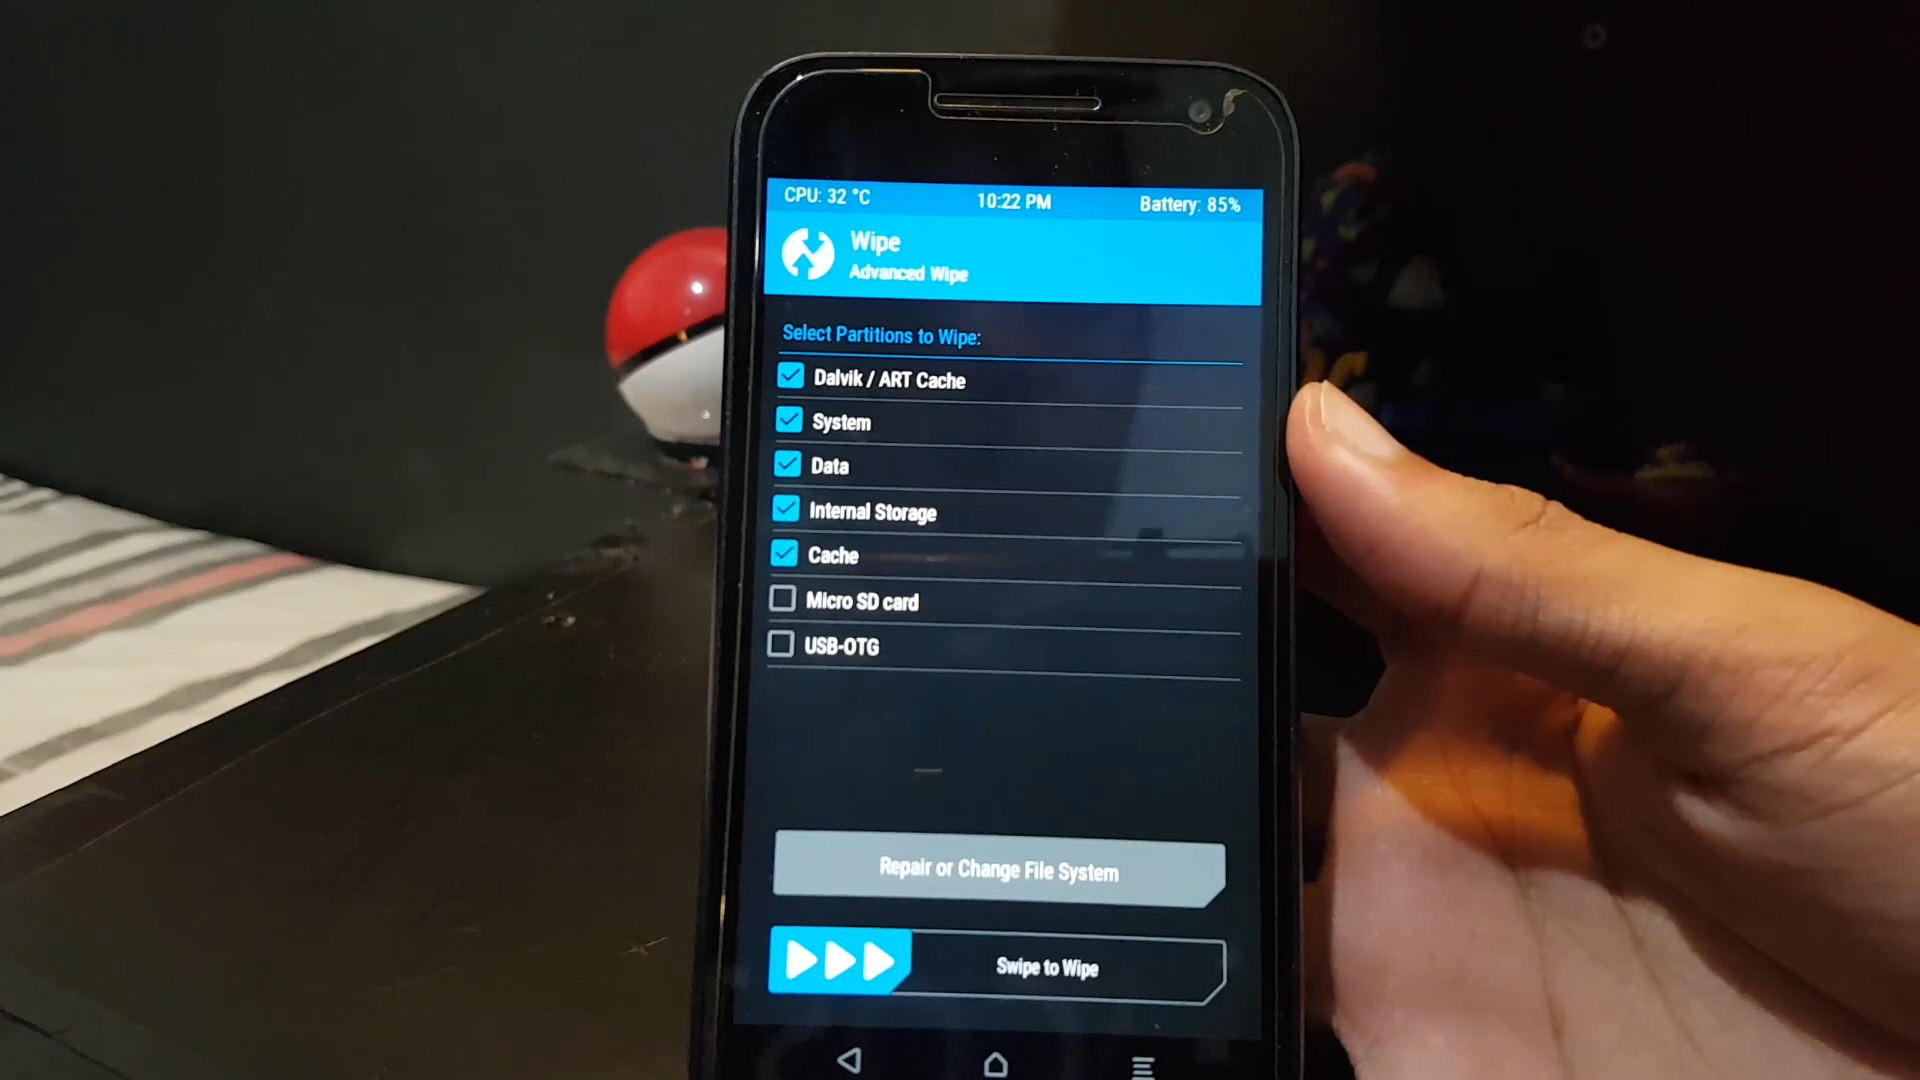 CPU: 32 °C 10:22 PM Battery: 85%
Wipe
Advanced Wipe
Select Partitions to Wipe:
Dalvik / ART Cache
System
Data
Internal Storage
Cache
Micro SD card
USB-OTG
Repair or Change File System
Swipe to Wipe